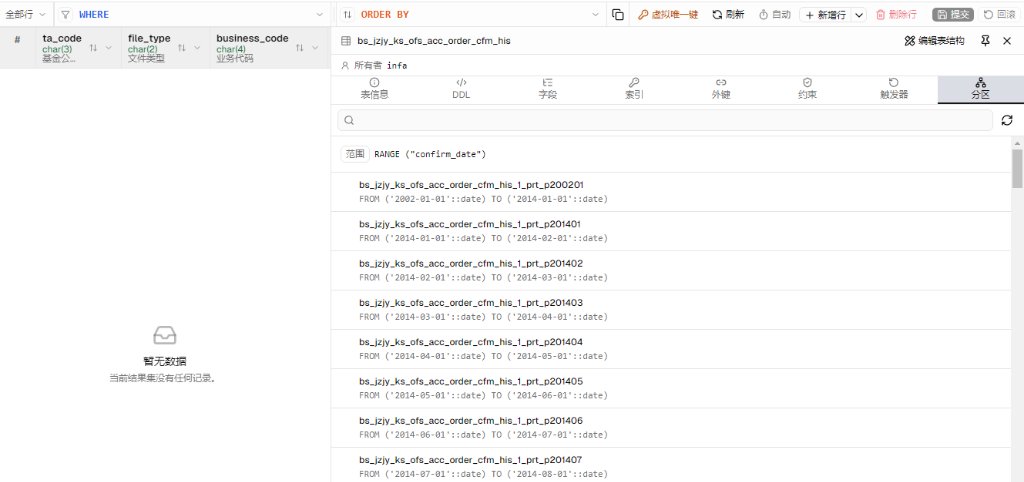 全部行 WHERE ORDER BY 虚拟唯一键 刷新 自动 + 新增行 删除行 提交 回滚
# ta_code file_type business_code
char(3) char(2) char(4)
基金公... 文件类型 业务代码
暂无数据
当前结果集没有任何记录。
bs_jzjy_ks_ofs_acc_order_cfm_his 编辑表结构
所有者 infa
表信息 DDL 字段 索引 外键 约束 触发器 分区
范围 RANGE ("confirm_date")
bs_jzjy_ks_ofs_acc_order_cfm_his_1_prt_p200201
FROM ('2002-01-01'::date) TO ('2014-01-01'::date)
bs_jzjy_ks_ofs_acc_order_cfm_his_1_prt_p201401
FROM ('2014-01-01'::date) TO ('2014-02-01'::date)
bs_jzjy_ks_ofs_acc_order_cfm_his_1_prt_p201402
FROM ('2014-02-01'::date) TO ('2014-03-01'::date)
bs_jzjy_ks_ofs_acc_order_cfm_his_1_prt_p201403
FROM ('2014-03-01'::date) TO ('2014-04-01'::date)
bs_jzjy_ks_ofs_acc_order_cfm_his_1_prt_p201404
FROM ('2014-04-01'::date) TO ('2014-05-01'::date)
bs_jzjy_ks_ofs_acc_order_cfm_his_1_prt_p201405
FROM ('2014-05-01'::date) TO ('2014-06-01'::date)
bs_jzjy_ks_ofs_acc_order_cfm_his_1_prt_p201406
FROM ('2014-06-01'::date) TO ('2014-07-01'::date)
bs_jzjy_ks_ofs_acc_order_cfm_his_1_prt_p201407
FROM ('2014-07-01'::date) TO ('2014-08-01'::date)